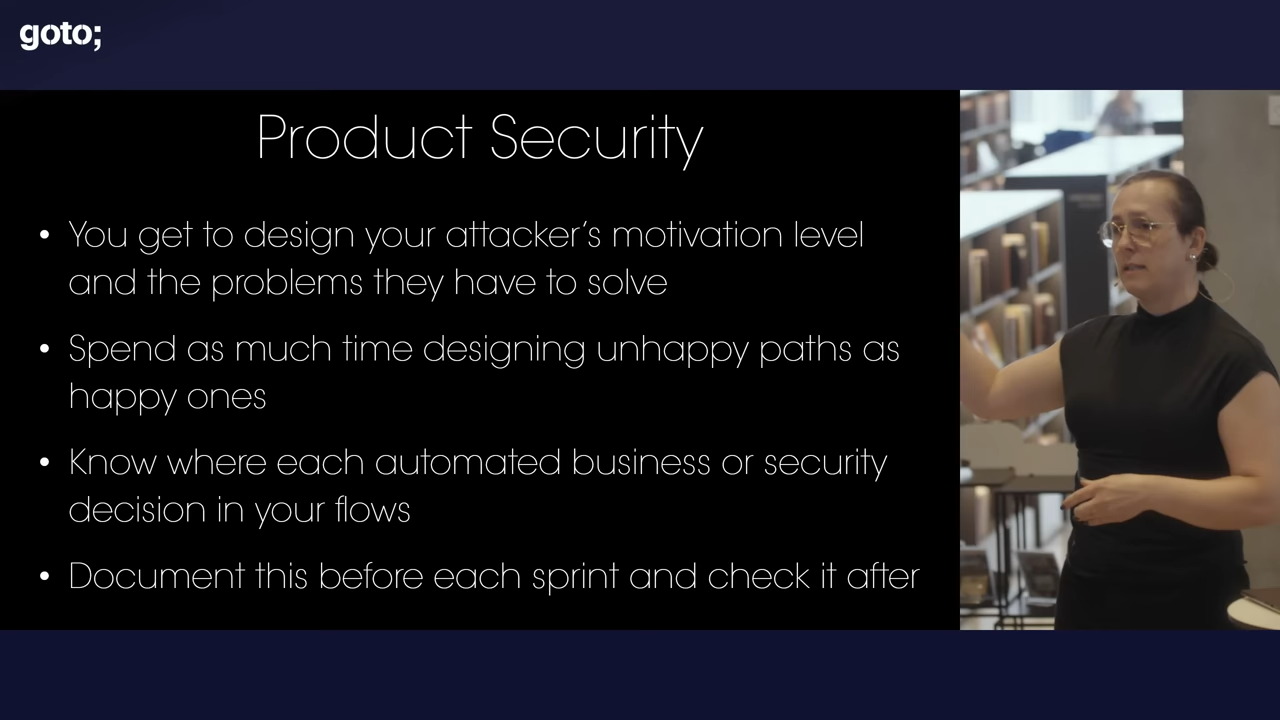 goto;
Product Security
• You get to design your attacker's motivation level
and the problems they have to solve
• Spend as much time designing unhappy paths as
happy ones
• Know where each automated business or security
decision in your flows
• Document this before each sprint and check it after